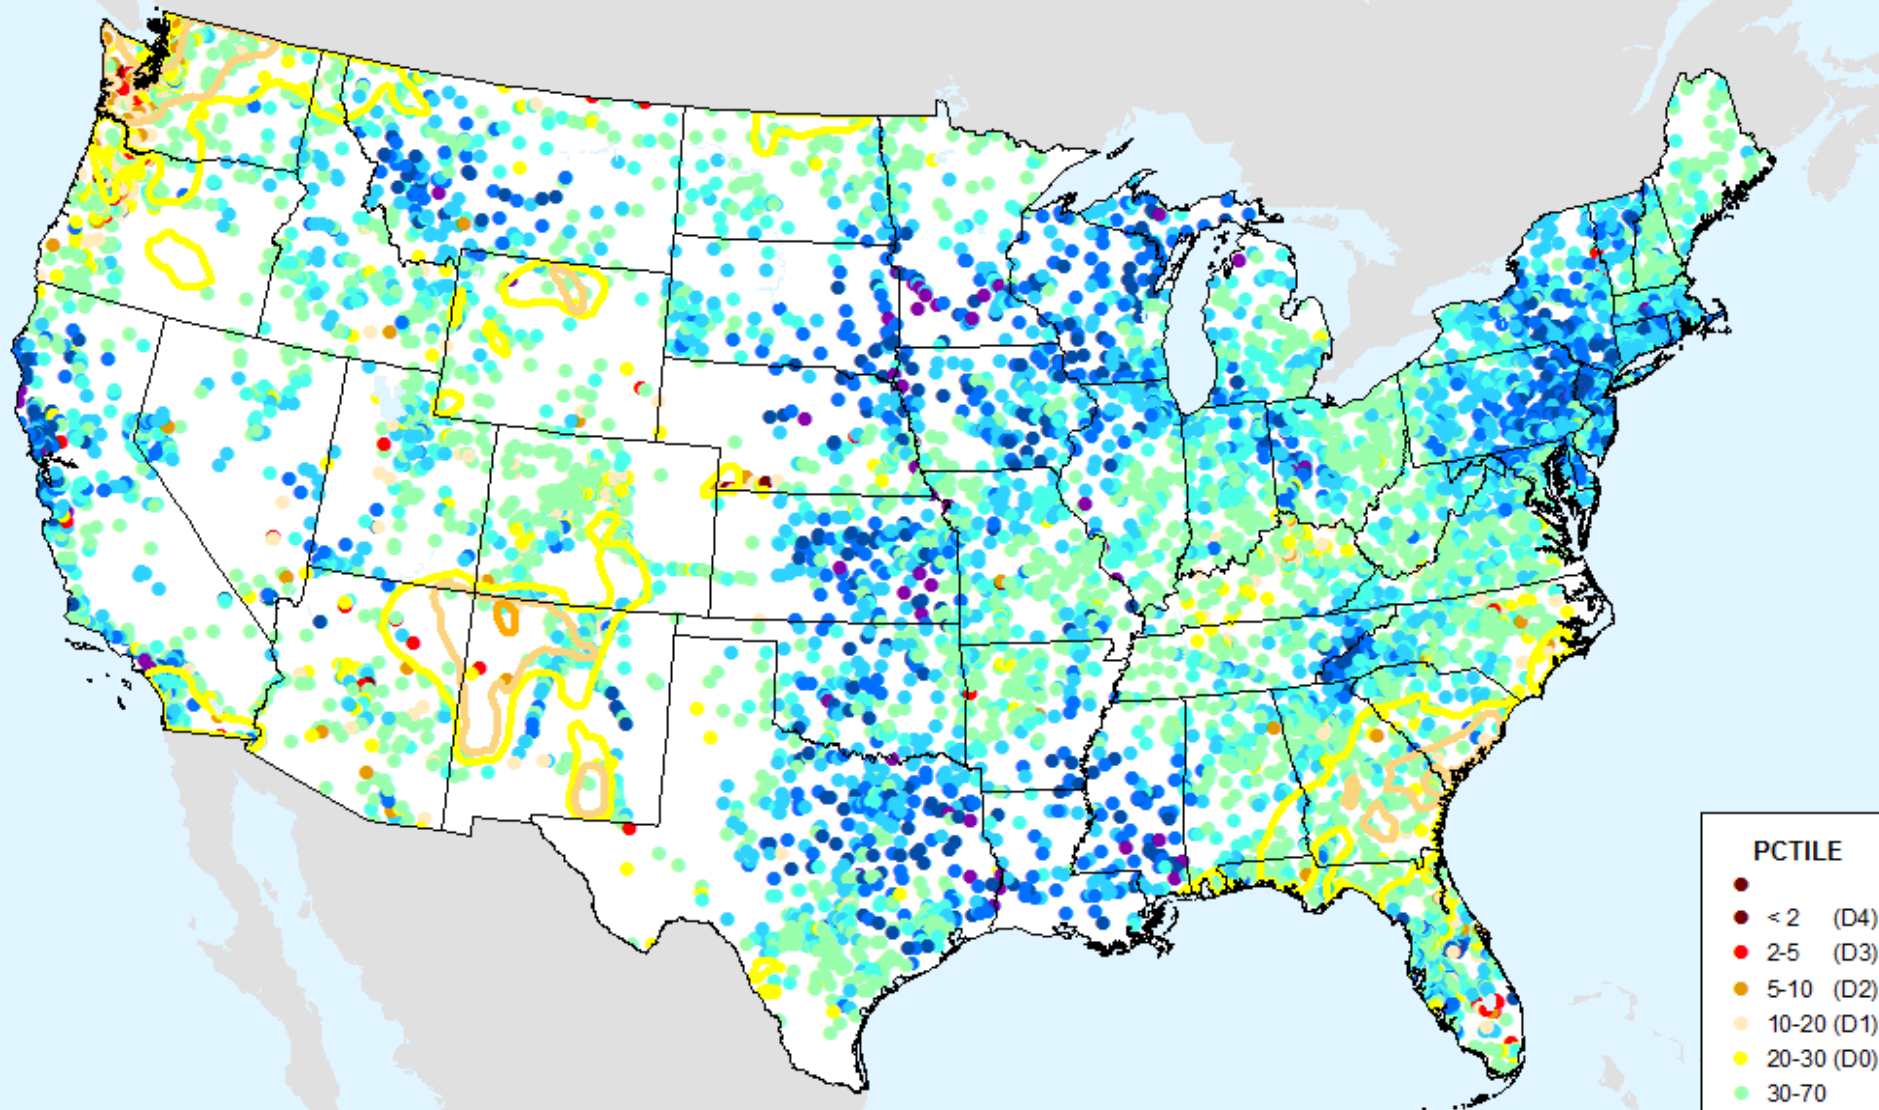 PCTILE
< 2 (D4)
2-5 (D3)
5-10 (D2)
10-20 (D1)
20-30 (D0)
30-70